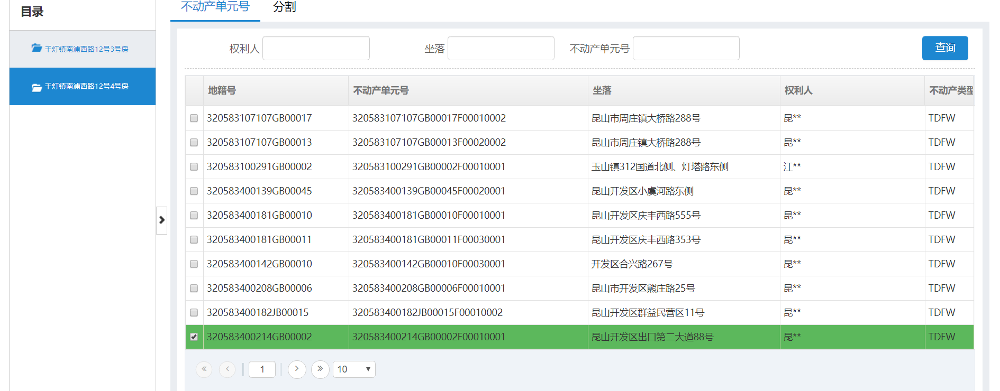 目录
千灯镇南浦西路12号3号房
千灯镇南浦西路12号4号房
不动产单元号 分割
权利人 坐落 不动产单元号 查询
地籍号 不动产单元号 坐落 权利人 不动产类型
320583107107GB00017 320583107107GB00017F00010002 昆山市周庄镇大桥路288号 昆** TDFW
320583107107GB00013 320583107107GB00013F00020002 昆山市周庄镇大桥路288号 昆** TDFW
320583100291GB00002 320583100291GB00002F00010001 玉山镇312国道北侧、灯塔路东侧 江** TDFW
320583400139GB00045 320583400139GB00045F00020001 昆山开发区小虞河路东侧 昆** TDFW
320583400181GB00010 320583400181GB00010F00010001 昆山开发区庆丰西路555号 昆** TDFW
320583400181GB00011 320583400181GB00011F00030001 昆山开发区庆丰西路353号 昆** TDFW
320583400142GB00010 320583400142GB00010F00030001 开发区合兴路267号 昆** TDFW
320583400208GB00006 320583400208GB00006F00010001 昆山市开发区熊庄路25号 昆** TDFW
320583400182JB00015 320583400182JB00015F00010002 昆山开发区群益民营区11号 昆** TDFW
320583400214GB00002 320583400214GB00002F00010001 昆山开发区出口第二大道88号 昆** TDFW
1 10